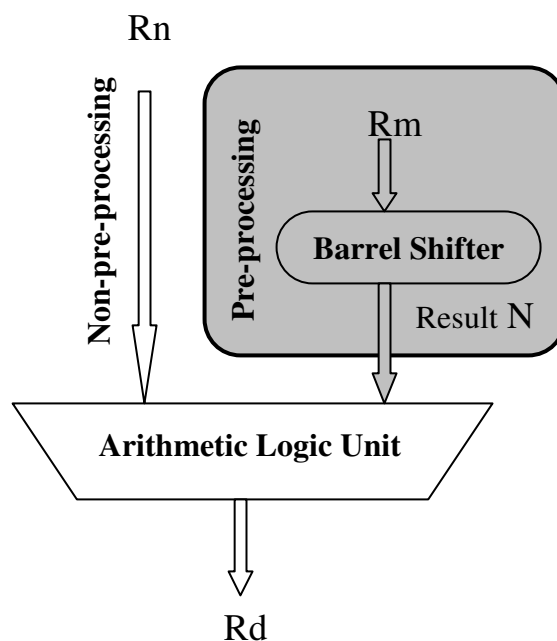 Rn
Non-pre-processing
Pre-processing
Rm
Barrel Shifter
Result N
Arithmetic Logic Unit
Rd